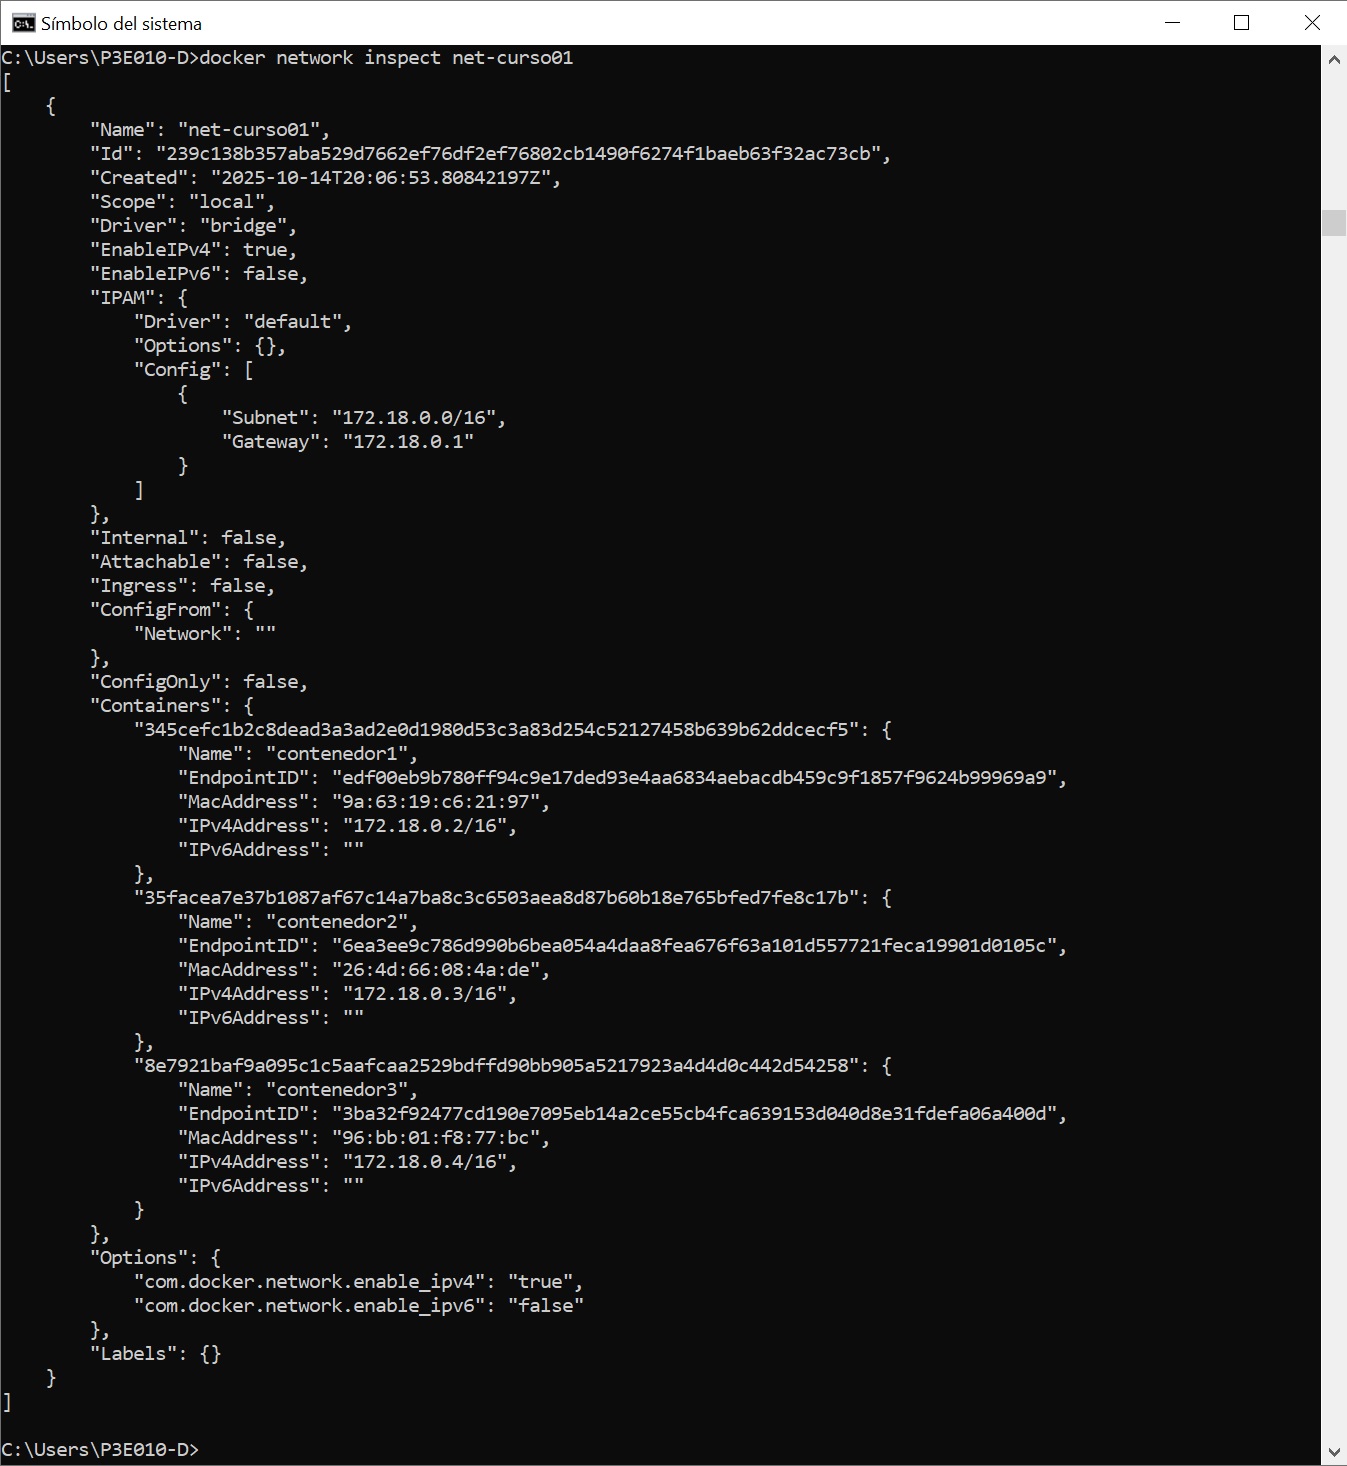 Símbolo del sistema
C:\Users\P3E010-D>docker network inspect net-curso01
[
    {
        "Name": "net-curso01",
        "Id": "239c138b357aba529d7662ef76df2ef76802cb1490f6274f1baeb63f32ac73cb",
        "Created": "2025-10-14T20:06:53.80842197Z",
        "Scope": "local",
        "Driver": "bridge",
        "EnableIPv4": true,
        "EnableIPv6": false,
        "IPAM": {
            "Driver": "default",
            "Options": {},
            "Config": [
                {
                    "Subnet": "172.18.0.0/16",
                    "Gateway": "172.18.0.1"
                }
            ]
        },
        "Internal": false,
        "Attachable": false,
        "Ingress": false,
        "ConfigFrom": {
            "Network": ""
        },
        "ConfigOnly": false,
        "Containers": {
            "345cefc1b2c8dead3a3ad2e0d1980d53c3a83d254c52127458b639b62ddcecf5": {
                "Name": "contenedor1",
                "EndpointID": "edf00eb9b780ff94c9e17ded93e4aa6834aebacdb459c9f1857f9624b99969a9",
                "MacAddress": "9a:63:19:c6:21:97",
                "IPv4Address": "172.18.0.2/16",
                "IPv6Address": ""
            },
            "35facea7e37b1087af67c14a7ba8c3c6503aea8d87b60b18e765bfed7fe8c17b": {
                "Name": "contenedor2",
                "EndpointID": "6ea3ee9c786d990b6bea054a4daa8fea676f63a101d557721feca19901d0105c",
                "MacAddress": "26:4d:66:08:4a:de",
                "IPv4Address": "172.18.0.3/16",
                "IPv6Address": ""
            },
            "8e7921baf9a095c1c5aafcaa2529bdffd90bb905a5217923a4d4d0c442d54258": {
                "Name": "contenedor3",
                "EndpointID": "3ba32f92477cd190e7095eb14a2ce55cb4fca639153d040d8e31fdefa06a400d",
                "MacAddress": "96:bb:01:f8:77:bc",
                "IPv4Address": "172.18.0.4/16",
                "IPv6Address": ""
            }
        },
        "Options": {
            "com.docker.network.enable_ipv4": "true",
            "com.docker.network.enable_ipv6": "false"
        },
        "Labels": {}
    }
]
C:\Users\P3E010-D>